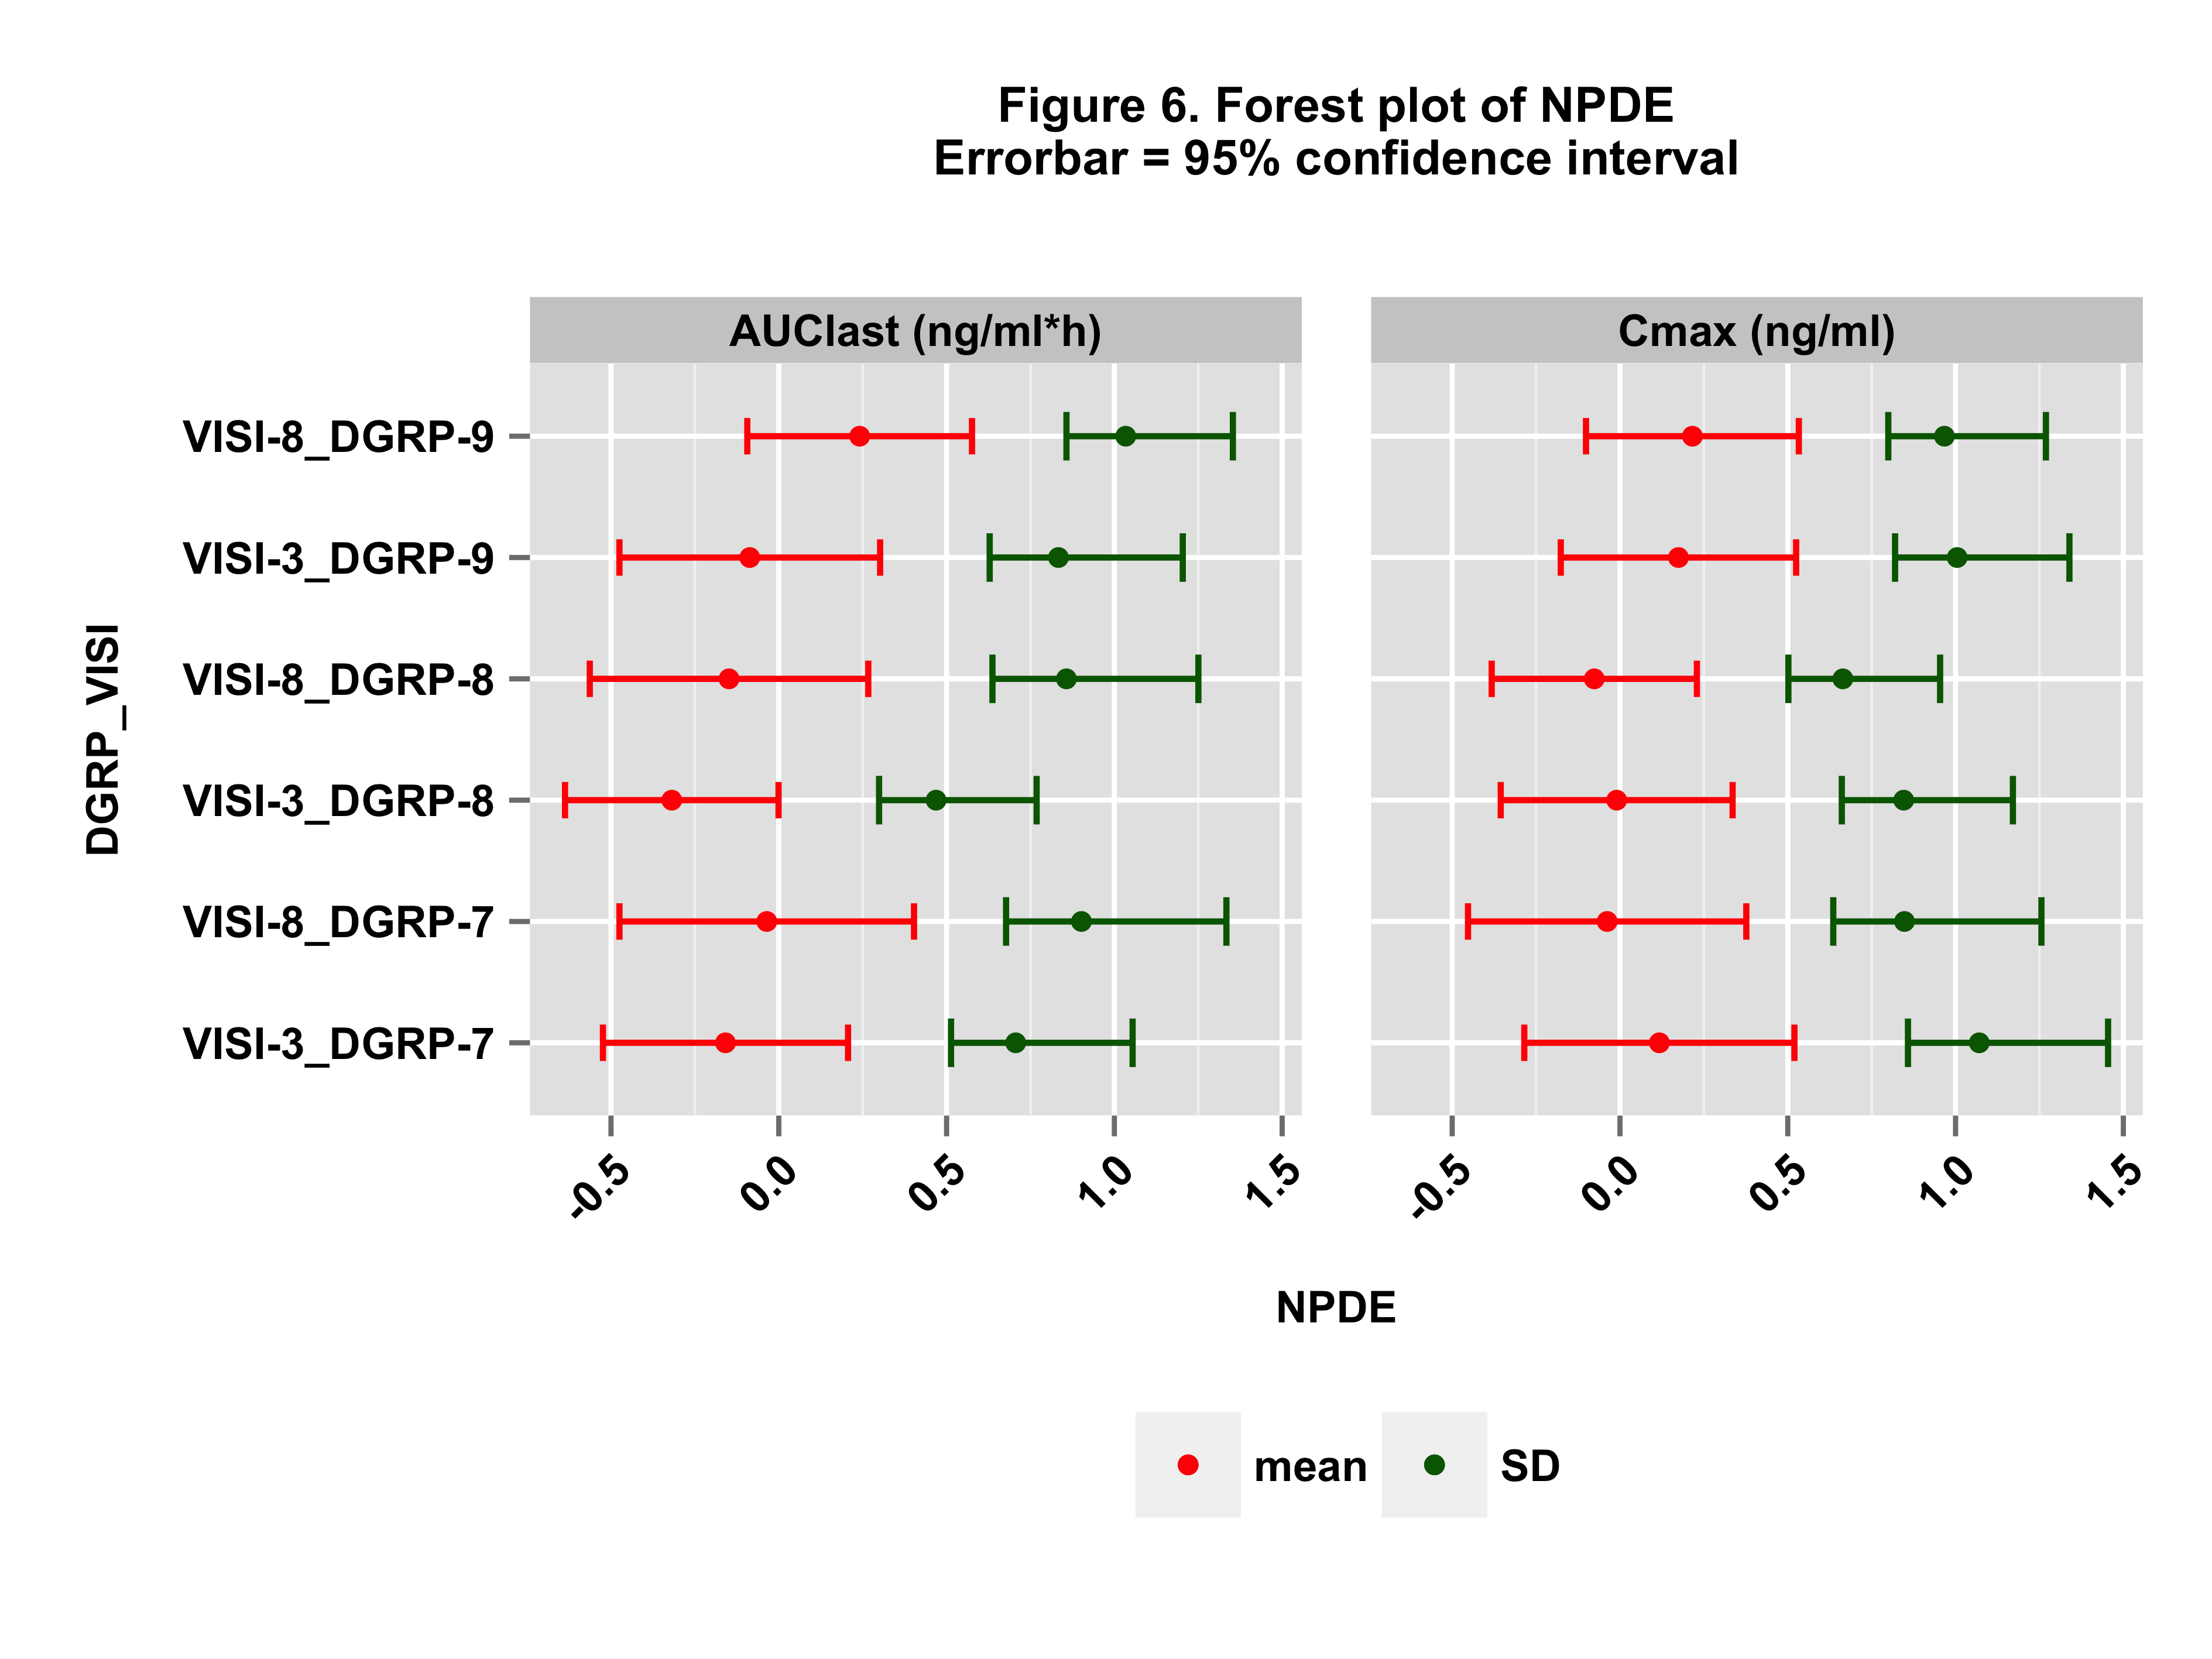 Figure 6. Forest plot of NPDE
Errorbar = 95% confidence interval
AUClast (ng/ml*h)
Cmax (ng/ml)
DGRP_VISI
VISI-8_DGRP-9
VISI-3_DGRP-9
VISI-8_DGRP-8
VISI-3_DGRP-8
VISI-8_DGRP-7
VISI-3_DGRP-7
-0.5 0.0 0.5 1.0 1.5
-0.5 0.0 0.5 1.0 1.5
NPDE
mean SD